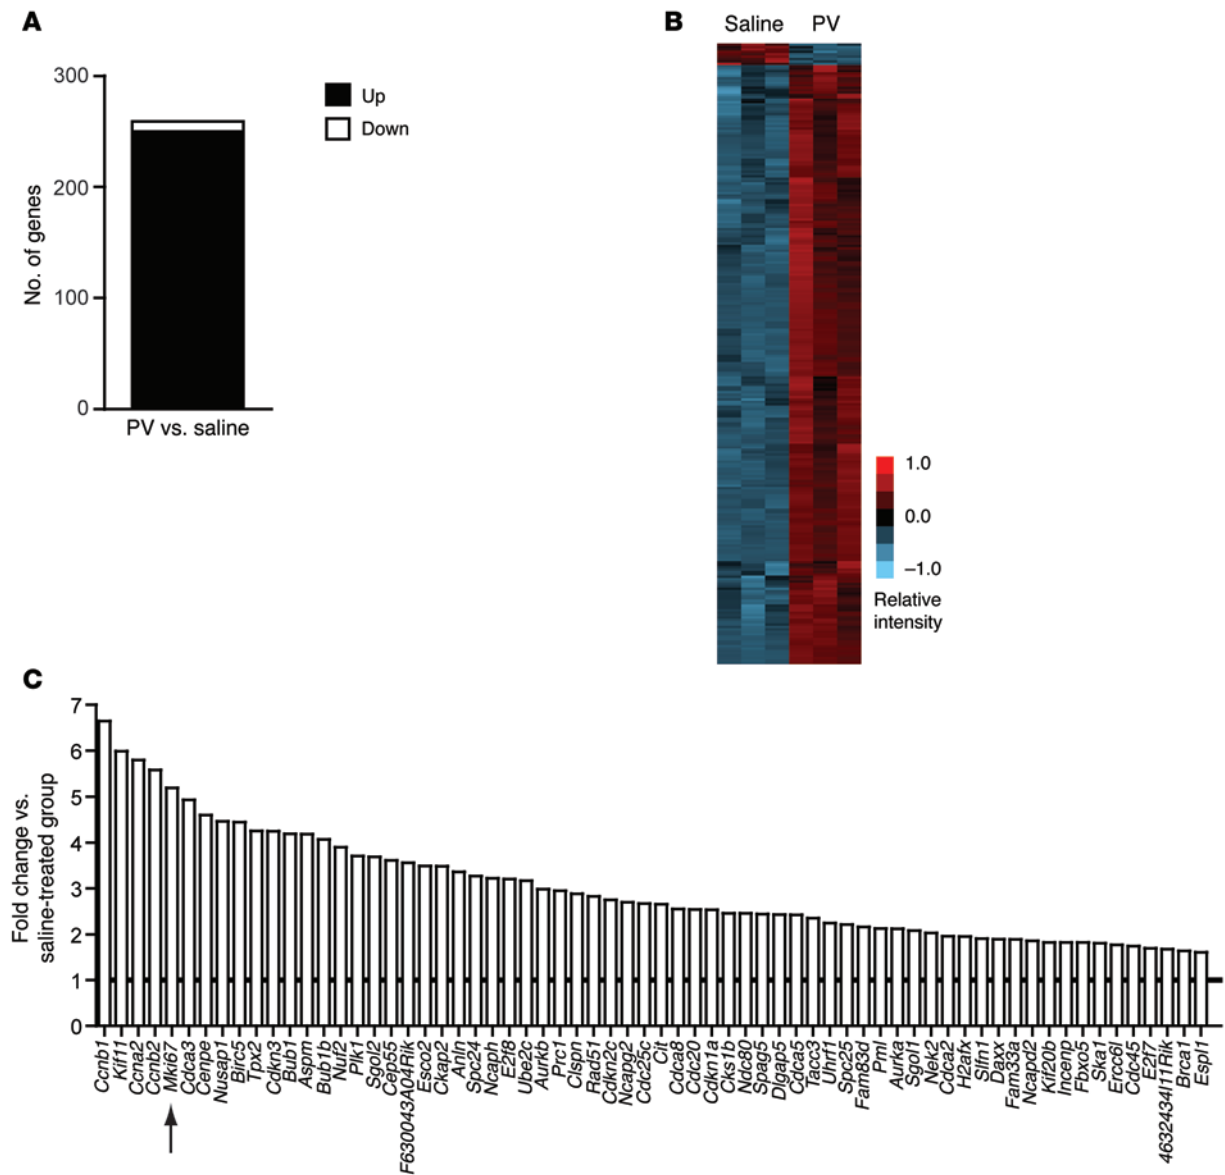 A
300
200
100
0
No. of genes
PV vs. saline
Up
Down
B
Saline PV
1.0
0.0
–1.0
Relative
intensity
C
7
6
5
4
3
2
1
0
Fold change vs.
saline-treated group
Ccnb1
Kif11
Ccna2
Ccnb2
Mki67
Cdca3
Cenpe
Nusap1
Birc5
Tpx2
Cdkn3
Bub1
Aspm
Bub1b
Nuf2
Plk1
Sgol2
Cep55
F630043A04Rik
Esco2
Ckap2
Anln
Spc24
Ncaph
E2f8
Ube2c
Aurkb
Prc1
Clspn
Rad51
Cdkn2c
Ncapg2
Cdc25c
Cit
Cdca8
Cdc20
Cdkn1a
Cks1b
Ndc80
Spag5
Dlgap5
Cdca5
Tacc3
Uhrf1
Spc25
Fam83d
Pml
Aurka
Sgol1
Nek2
Cdca2
H2afx
Slfn1
Daxx
Fam33a
Ncapd2
Kif20b
Incenp
Fbxo5
Ska1
Ercc6l
Cdc45
E2f7
4632434I11Rik
Brca1
Espl1